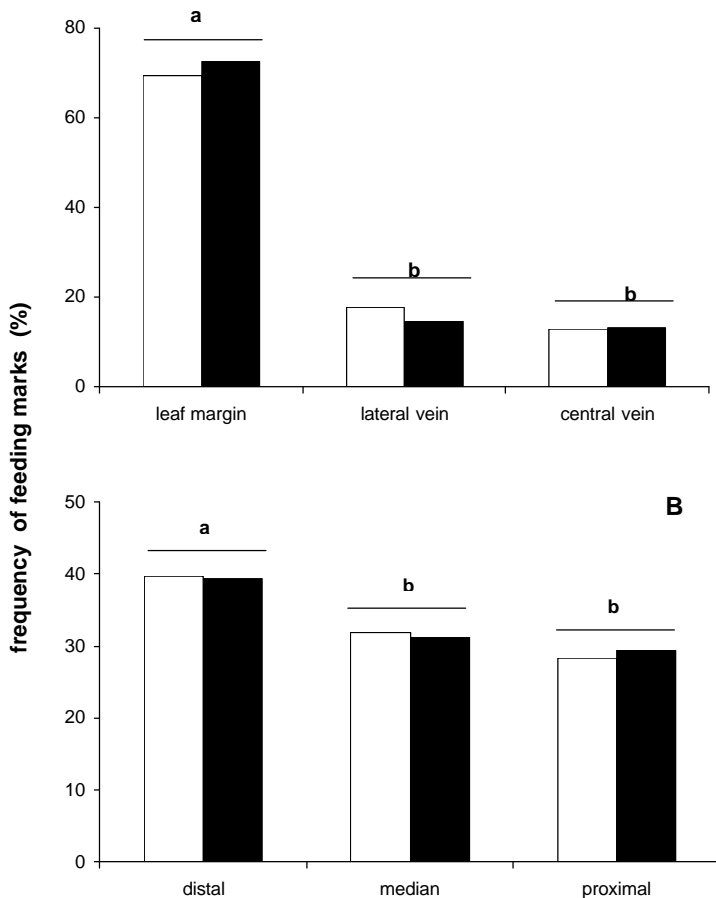 frequency of feeding marks (%)
80
60
40
20
0
a
b
b
leaf margin lateral vein central vein
B
50
40
30
20
10
0
a
b
b
distal median proximal